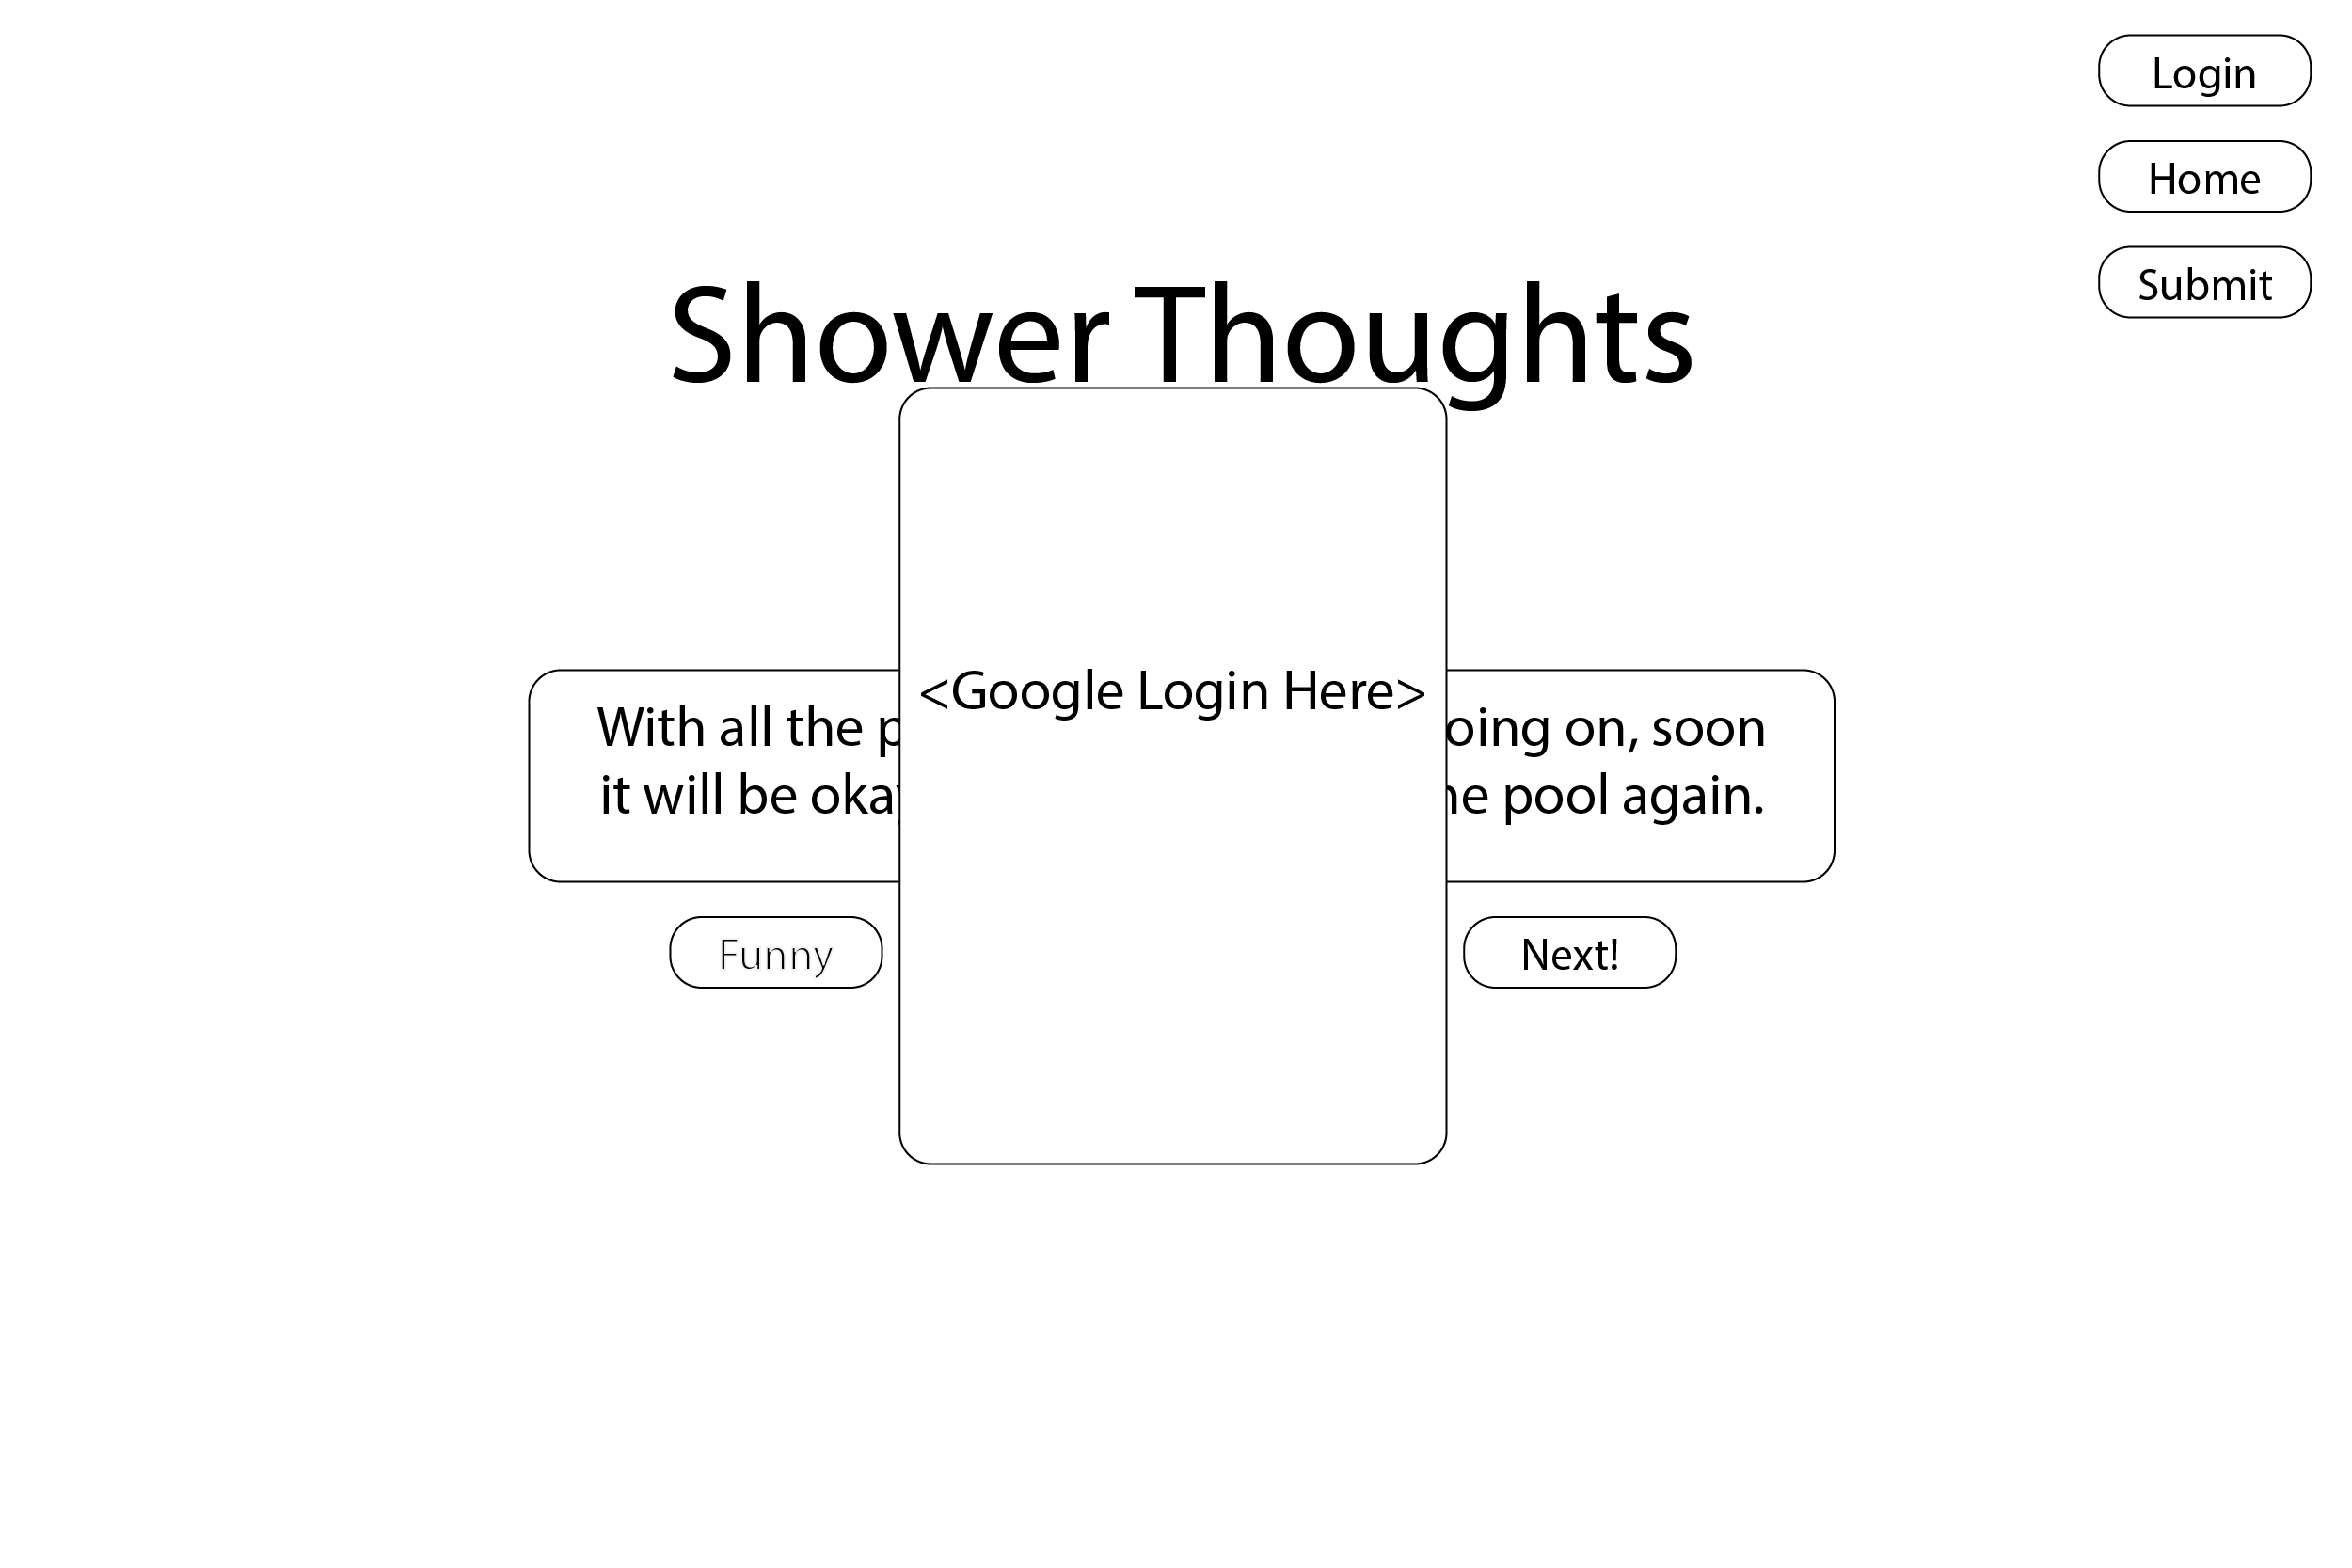 Login
Home
Submit
Shower Thoughts
<Google Login Here>
With all the oing on, soon
it will be pool again.
Funny
Next!